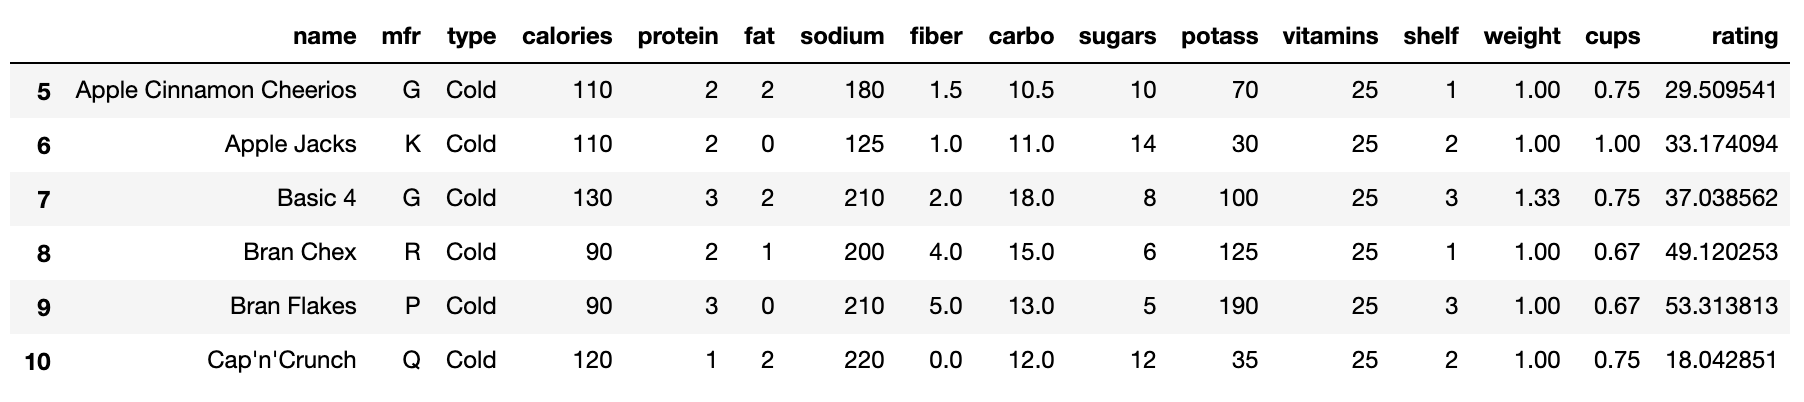 name mfr type calories protein fat sodium fiber carbo sugars potass vitamins shelf weight cups rating
5 Apple Cinnamon Cheerios G Cold 110 2 2 180 1.5 10.5 10 70 25 1 1.00 0.75 29.509541
6 Apple Jacks K Cold 110 2 0 125 1.0 11.0 14 30 25 2 1.00 1.00 33.174094
7 Basic 4 G Cold 130 3 2 210 2.0 18.0 8 100 25 3 1.33 0.75 37.038562
8 Bran Chex R Cold 90 2 1 200 4.0 15.0 6 125 25 1 1.00 0.67 49.120253
9 Bran Flakes P Cold 90 3 0 210 5.0 13.0 5 190 25 3 1.00 0.67 53.313813
10 Cap'n'Crunch Q Cold 120 1 2 220 0.0 12.0 12 35 25 2 1.00 0.75 18.042851